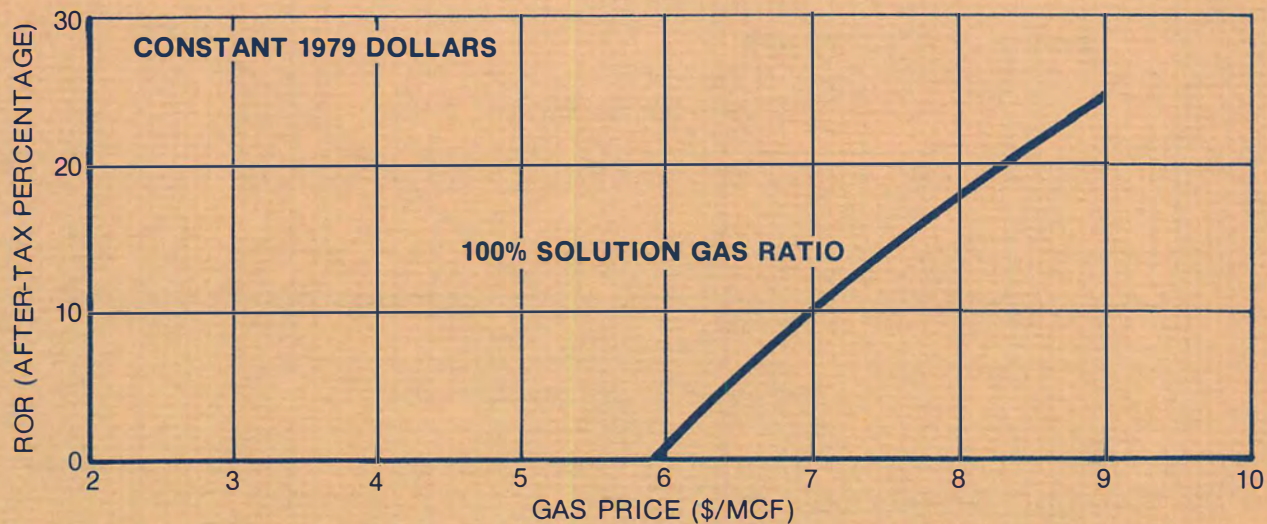 30
CONSTANT 1979 DOLLARS
20
100% SOLUTION GAS RATIO
10
0
ROR (AFTER-TAX PERCENTAGE)
2 3 4 5 6 7 8 9 10
GAS PRICE ($/MCF)